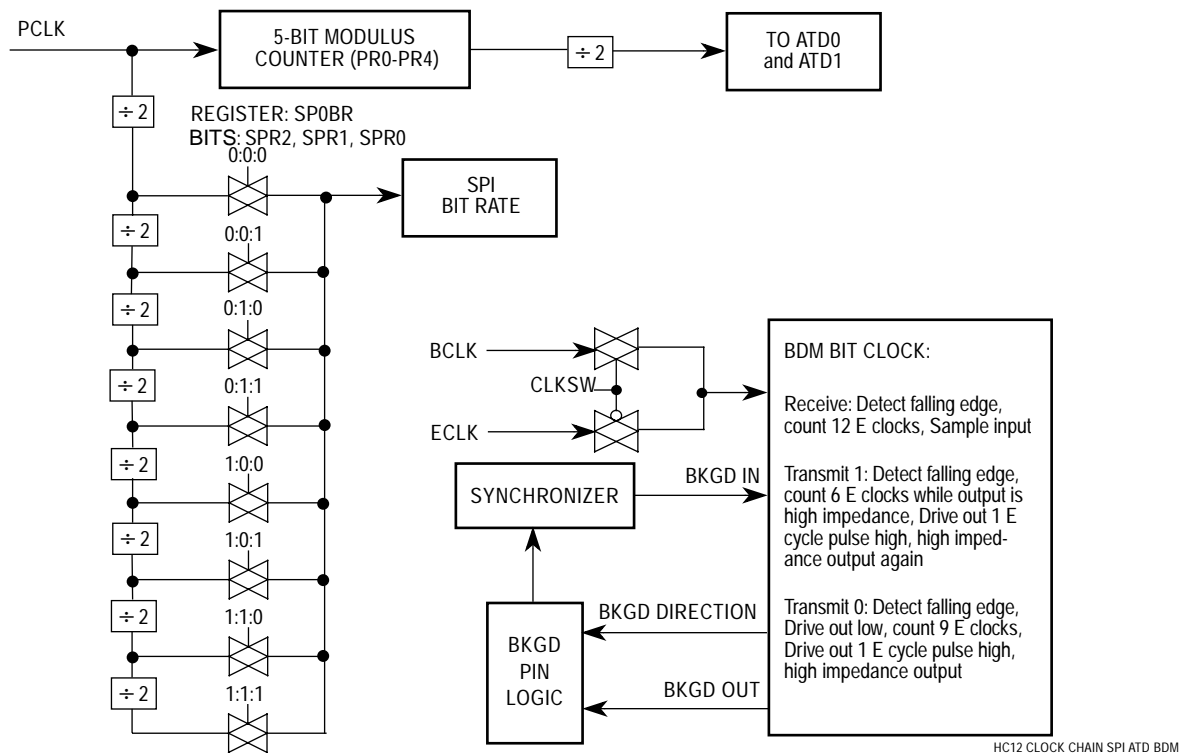 PCLK
5-BIT MODULUS
COUNTER (PR0-PR4)
÷ 2
TO ATD0
and ATD1
÷ 2
REGISTER: SP0BR
BITS: SPR2, SPR1, SPR0
0:0:0
SPI
BIT RATE
÷ 2
0:0:1
÷ 2
0:1:0
÷ 2
0:1:1
÷ 2
1:0:0
÷ 2
1:0:1
÷ 2
1:1:0
÷ 2
1:1:1
BCLK
CLKSW
ECLK
SYNCHRONIZER
BKGD IN
BKGD DIRECTION
BKGD
PIN
LOGIC
BKGD OUT
BDM BIT CLOCK:
Receive: Detect falling edge,
count 12 E clocks, Sample input
Transmit 1: Detect falling edge,
count 6 E clocks while output is
high impedance, Drive out 1 E
cycle pulse high, high imped-
ance output again
Transmit 0: Detect falling edge,
Drive out low, count 9 E clocks,
Drive out 1 E cycle pulse high,
high impedance output
HC12 CLOCK CHAIN SPI ATD BDM